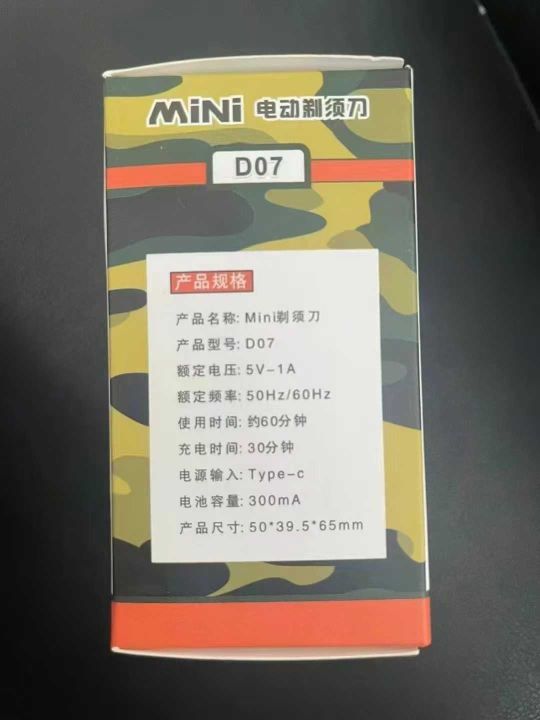 MiNi 电动剃须刀
D07
产品规格
产品名称: Mini剃须刀
产品型号: D07
额定电压: 5V-1A
额定频率: 50Hz/60Hz
使用时间: 约60分钟
充电时间: 30分钟
电源输入: Type-c
电池容量: 300mA
产品尺寸: 50*39.5*65mm